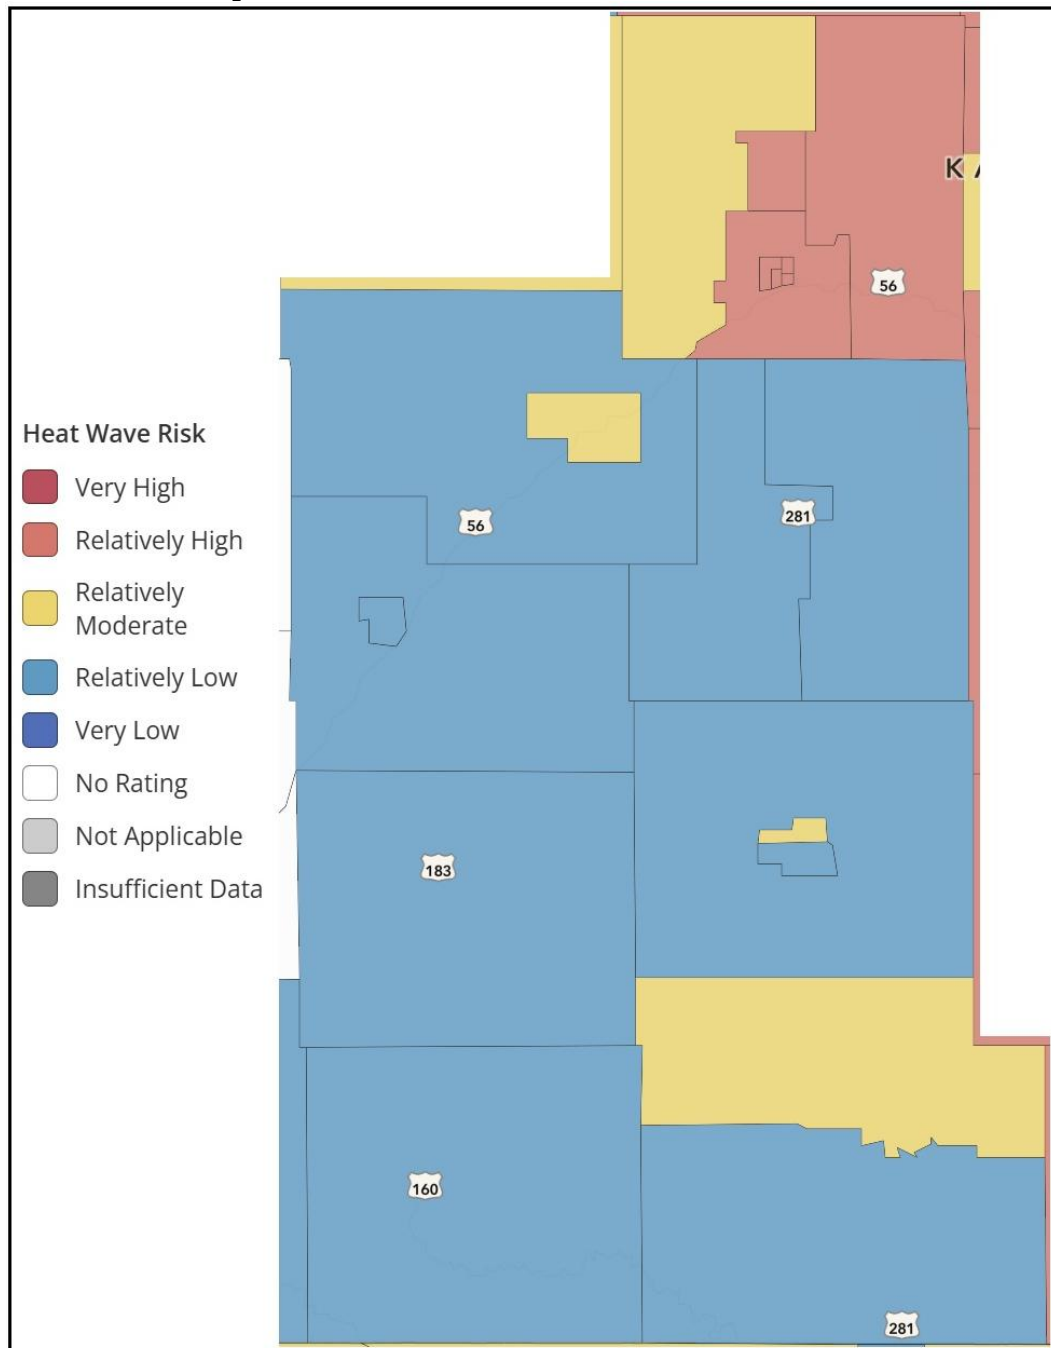 K A
56
Heat Wave Risk
Very High
Relatively High
Relatively
Moderate
Relatively Low
Very Low
No Rating
Not Applicable
Insufficient Data
56
281
183
160
281